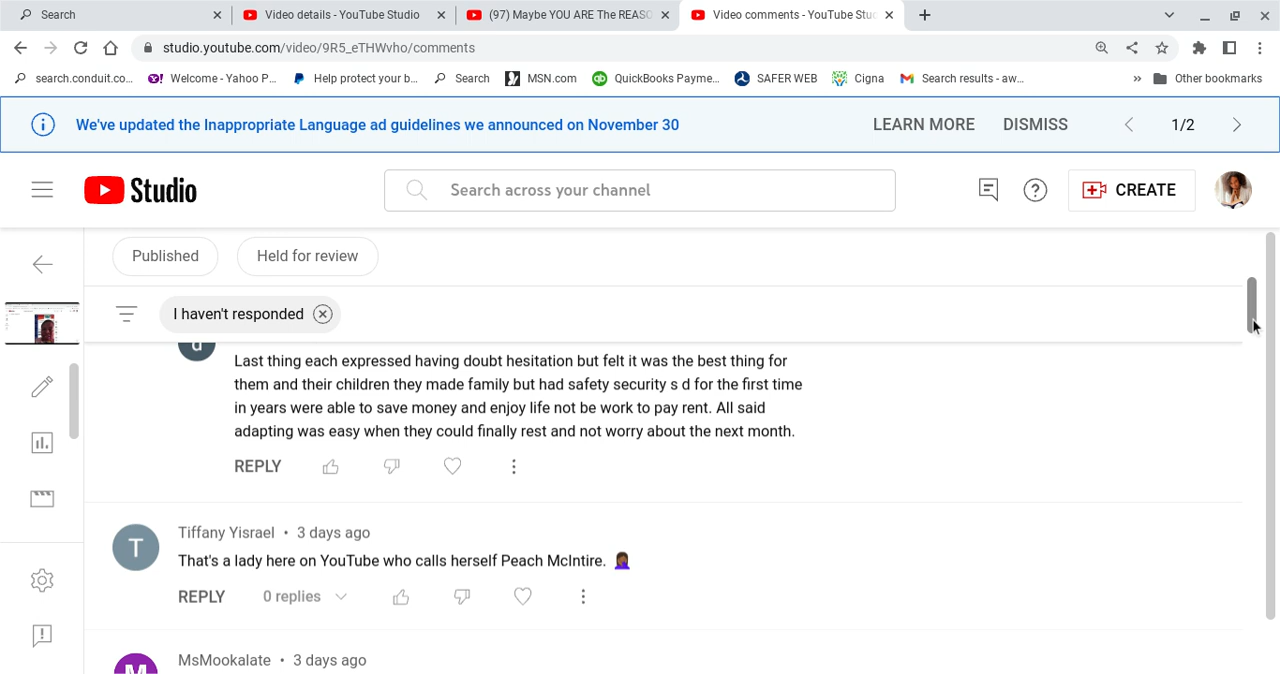 Search
Video details - YouTube Studio
(97) Maybe YOU ARE The REASO
Video comments - YouTube Stu
studio.youtube.com/video/9R5_eTHWvho/comments
search.conduit.co...
Welcome - Yahoo P...
Help protect your b...
Search
MSN.com
QuickBooks Payme...
SAFER WEB
Cigna
Search results - aw...
»
Other bookmarks
We've updated the Inappropriate Language ad guidelines we announced on November 30
LEARN MORE
DISMISS
1/2
Studio
Search across your channel
CREATE
Published
Held for review
I haven't responded
Last thing each expressed having doubt hesitation but felt it was the best thing for
them and their children they made family but had safety security s d for the first time
in years were able to save money and enjoy life not be work to pay rent. All said
adapting was easy when they could finally rest and not worry about the next month.
REPLY
T
Tiffany Yisrael • 3 days ago
That's a lady here on YouTube who calls herself Peach McIntire. 🤦🏾‍♀️
REPLY
0 replies
M
MsMookalate • 3 days ago